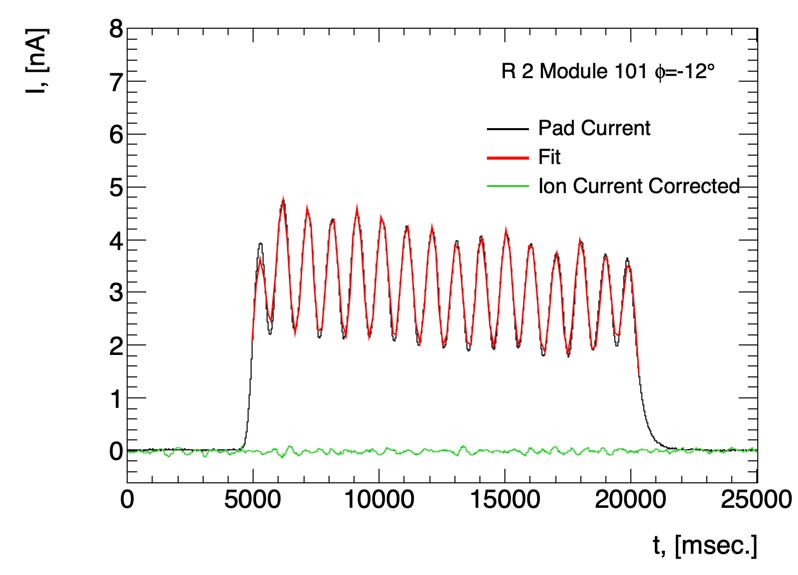 I, [nA]
8
7
6
5
4
3
2
1
0
R 2 Module 101 ϕ=-12°
Pad Current
Fit
Ion Current Corrected
0 5000 10000 15000 20000 25000
t, [msec.]